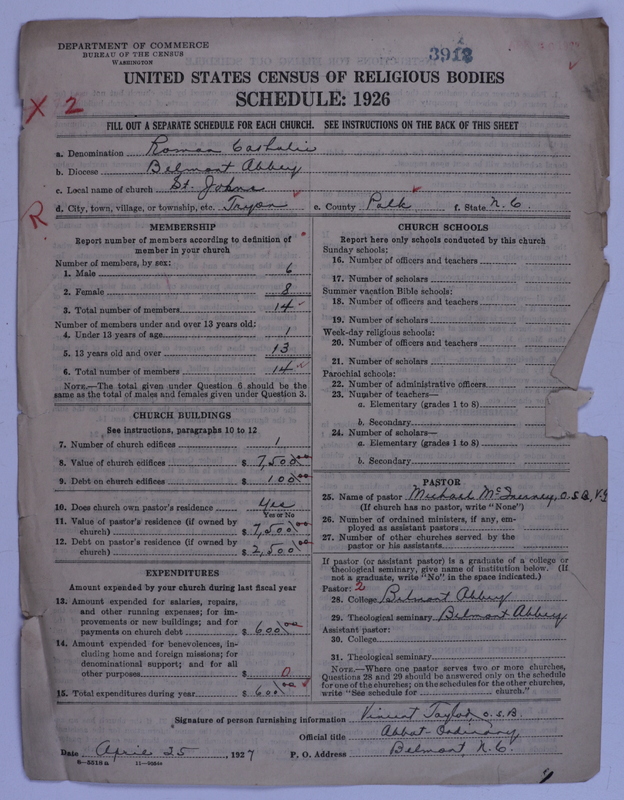 DEPARTMENT OF COMMERCE
BUREAU OF THE CENSUS
WASHINGTON
3912
UNITED STATES CENSUS OF RELIGIOUS BODIES
SCHEDULE: 1926
X 2
FILL OUT A SEPARATE SCHEDULE FOR EACH CHURCH. SEE INSTRUCTIONS ON THE BACK OF THIS SHEET
a. Denomination Roman Catholic
b. Diocese Belmont Abbey
c. Local name of church St. Johns
d. City, town, village, or township, etc. Tryon e. County Polk f. State N.C.
R
MEMBERSHIP
Report number of members according to definition of
member in your church
Number of members, by sex:
1. Male 6
2. Female 8
3. Total number of members 14
Number of members under and over 13 years old:
4. Under 13 years of age 1
5. 13 years old and over 13
6. Total number of members 14
NOTE.—The total given under Question 6 should be the
same as the total of males and females given under Question 3.
CHURCH BUILDINGS
See instructions, paragraphs 10 to 12
7. Number of church edifices 1
8. Value of church edifices $ 7,500.00
9. Debt on church edifices $ 100.00
10. Does church own pastor's residence Yes
Yes or No
11. Value of pastor's residence (if owned by
church) $ 7,500.00
12. Debt on pastor's residence (if owned by
church) $ 2,500.00
EXPENDITURES
Amount expended by church during last fiscal year
13. Amount expended for salaries, repairs,
and other running expenses; for im-
provements or new buildings; and for
payments on church debt $ 600.00
14. Amount expended for benevolences, in-
cluding home and foreign missions; for
denominational support; and for all
other purposes $ 0
15. Total expenditures during year $ 600.00
CHURCH SCHOOLS
Report here only schools conducted by this church
Sunday schools:
16. Number of officers and teachers
17. Number of scholars
Summer vacation Bible schools:
18. Number of officers and teachers
19. Number of scholars
Week-day religious schools:
20. Number of officers and teachers
21. Number of scholars
Parochial schools:
22. Number of administrative officers
23. Number of teachers—
a. Elementary (grades 1 to 8)
b. Secondary
24. Number of scholars—
a. Elementary (grades 1 to 8)
b. Secondary
PASTOR
25. Name of pastor Michael McInerney, O.S.B., V.G
(If church has no pastor, write "None")
26. Number of ordained ministers, if any, em-
ployed as assistant pastors
27. Number of other churches served by the
pastor or his assistants
If pastor (or assistant pastor) is a graduate of a college or
theological seminary, give name of institution below. (If
not a graduate, write "No" in the space indicated.)
Pastor: 2
28. College Belmont Abbey
29. Theological seminary Belmont Abbey
Assistant pastor:
30. College
31. Theological seminary
NOTE.—Where one pastor serves two or more churches,
Questions 28 and 29 should be answered only on the schedule
for one of the churches; on the schedules for the other churches,
write "See schedule for church."
Signature of person furnishing information Vincent Taylor O.S.B.
Official title Abbot-Ordinary
Date April 25, 1927 P. O. Address Belmont, N.C.
8—5519 a